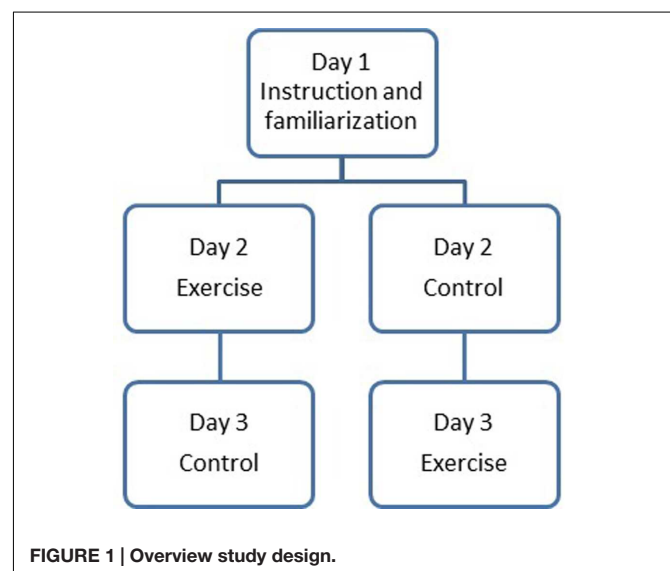 Day 1
Instruction and
familiarization
Day 2
Exercise
Day 2
Control
Day 3
Control
Day 3
Exercise
FIGURE 1 | Overview study design.